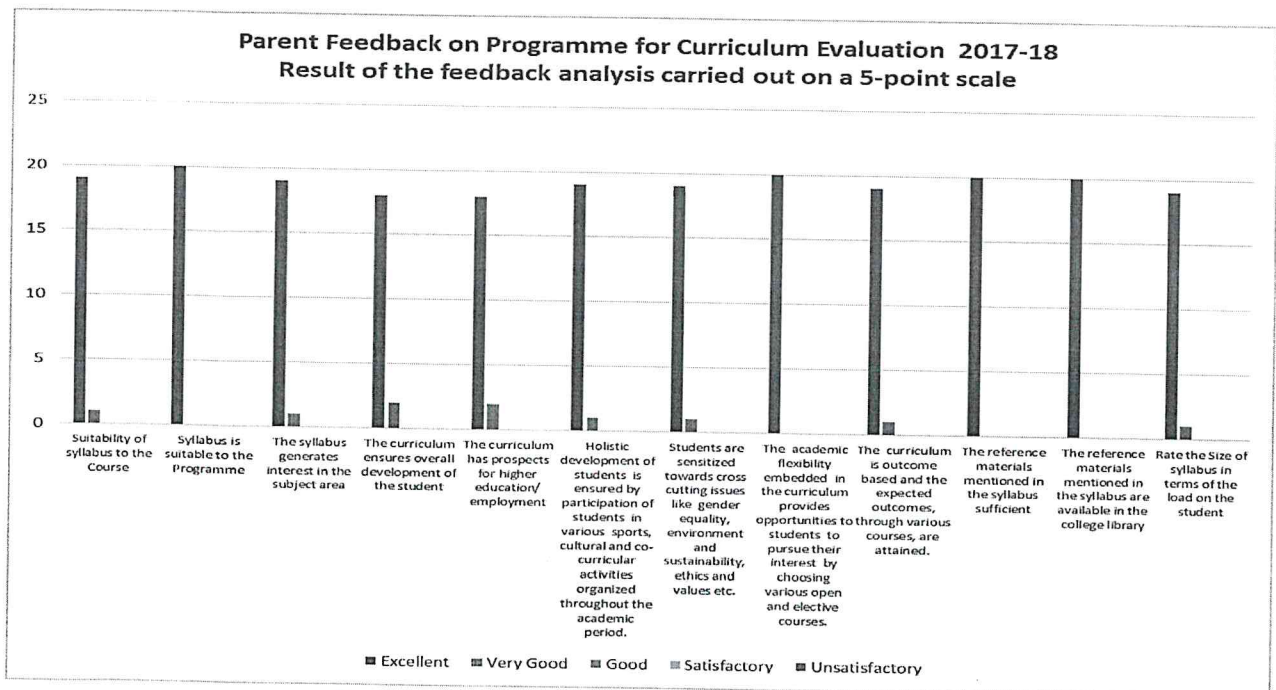 Parent Feedback on Programme for Curriculum Evaluation 2017-18
Result of the feedback analysis carried out on a 5-point scale
25
20
15
10
5
0
Suitability of
syllabus to the
Course
Syllabus is
suitable to the
Programme
The syllabus
generates
interest in the
subject area
The curriculum
ensures overall
development of
the student
The curriculum
has prospects
for higher
education/
employment
Holistic
development of
students is
ensured by
participation of
students in
various sports,
cultural and co-
curricular
activities
organized
throughout the
academic
period.
Students are
sensitized
towards cross
cutting issues
like gender
equality,
environment
and
sustainability,
ethics and
values etc.
The academic
flexibility
embedded in
the curriculum
provides
opportunities to
students to
pursue their
interest by
choosing
various open
and elective
courses.
The curriculum
is outcome
based and the
expected
outcomes,
through various
courses, are
attained.
The reference
materials
mentioned in
the syllabus
sufficient
The reference
materials
mentioned in
the syllabus are
available in the
college library
Rate the Size of
syllabus in
terms of the
load on the
student
Excellent Very Good Good Satisfactory Unsatisfactory